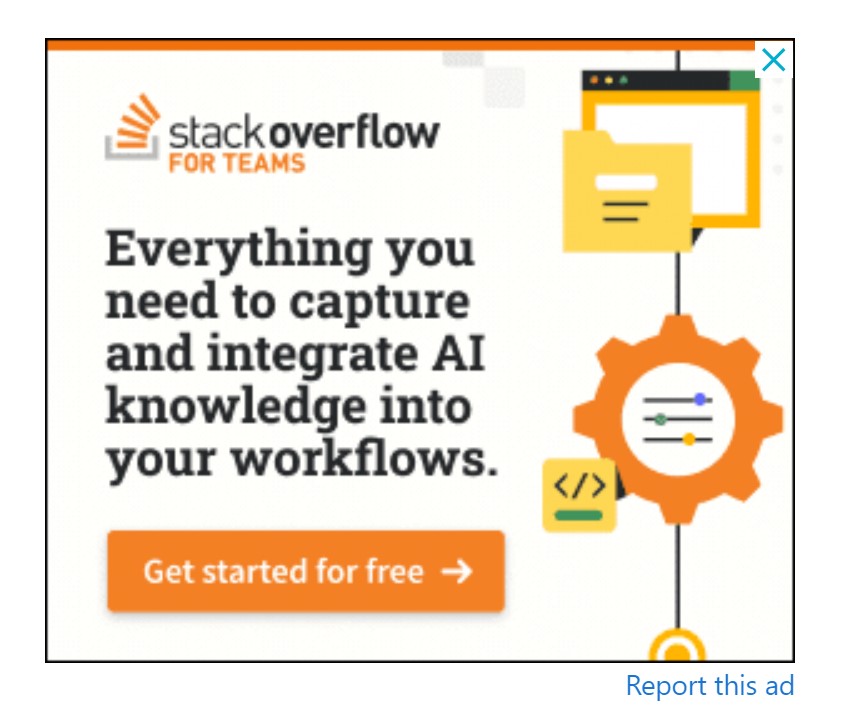 stackoverflow
FOR TEAMS
Everything you
need to capture
and integrate AI
knowledge into
your workflows.
</>
Get started for free →
Report this ad